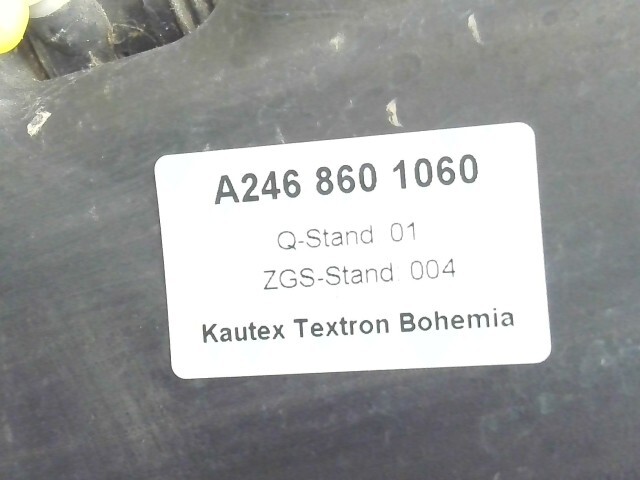 A246 860 1060
Q-Stand 01
ZGS-Stand 004
Kautex Textron Bohemia